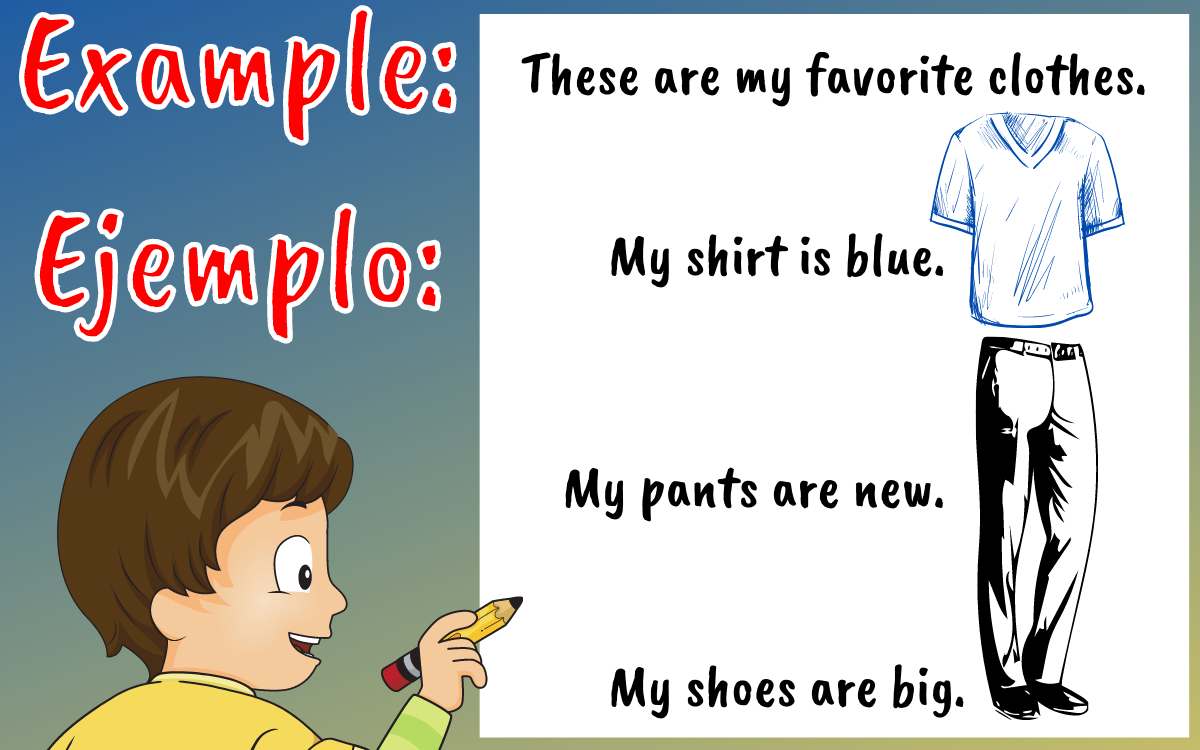 Example:
Ejemplo:
These are my favorite clothes.
My shirt is blue.
My pants are new.
My shoes are big.